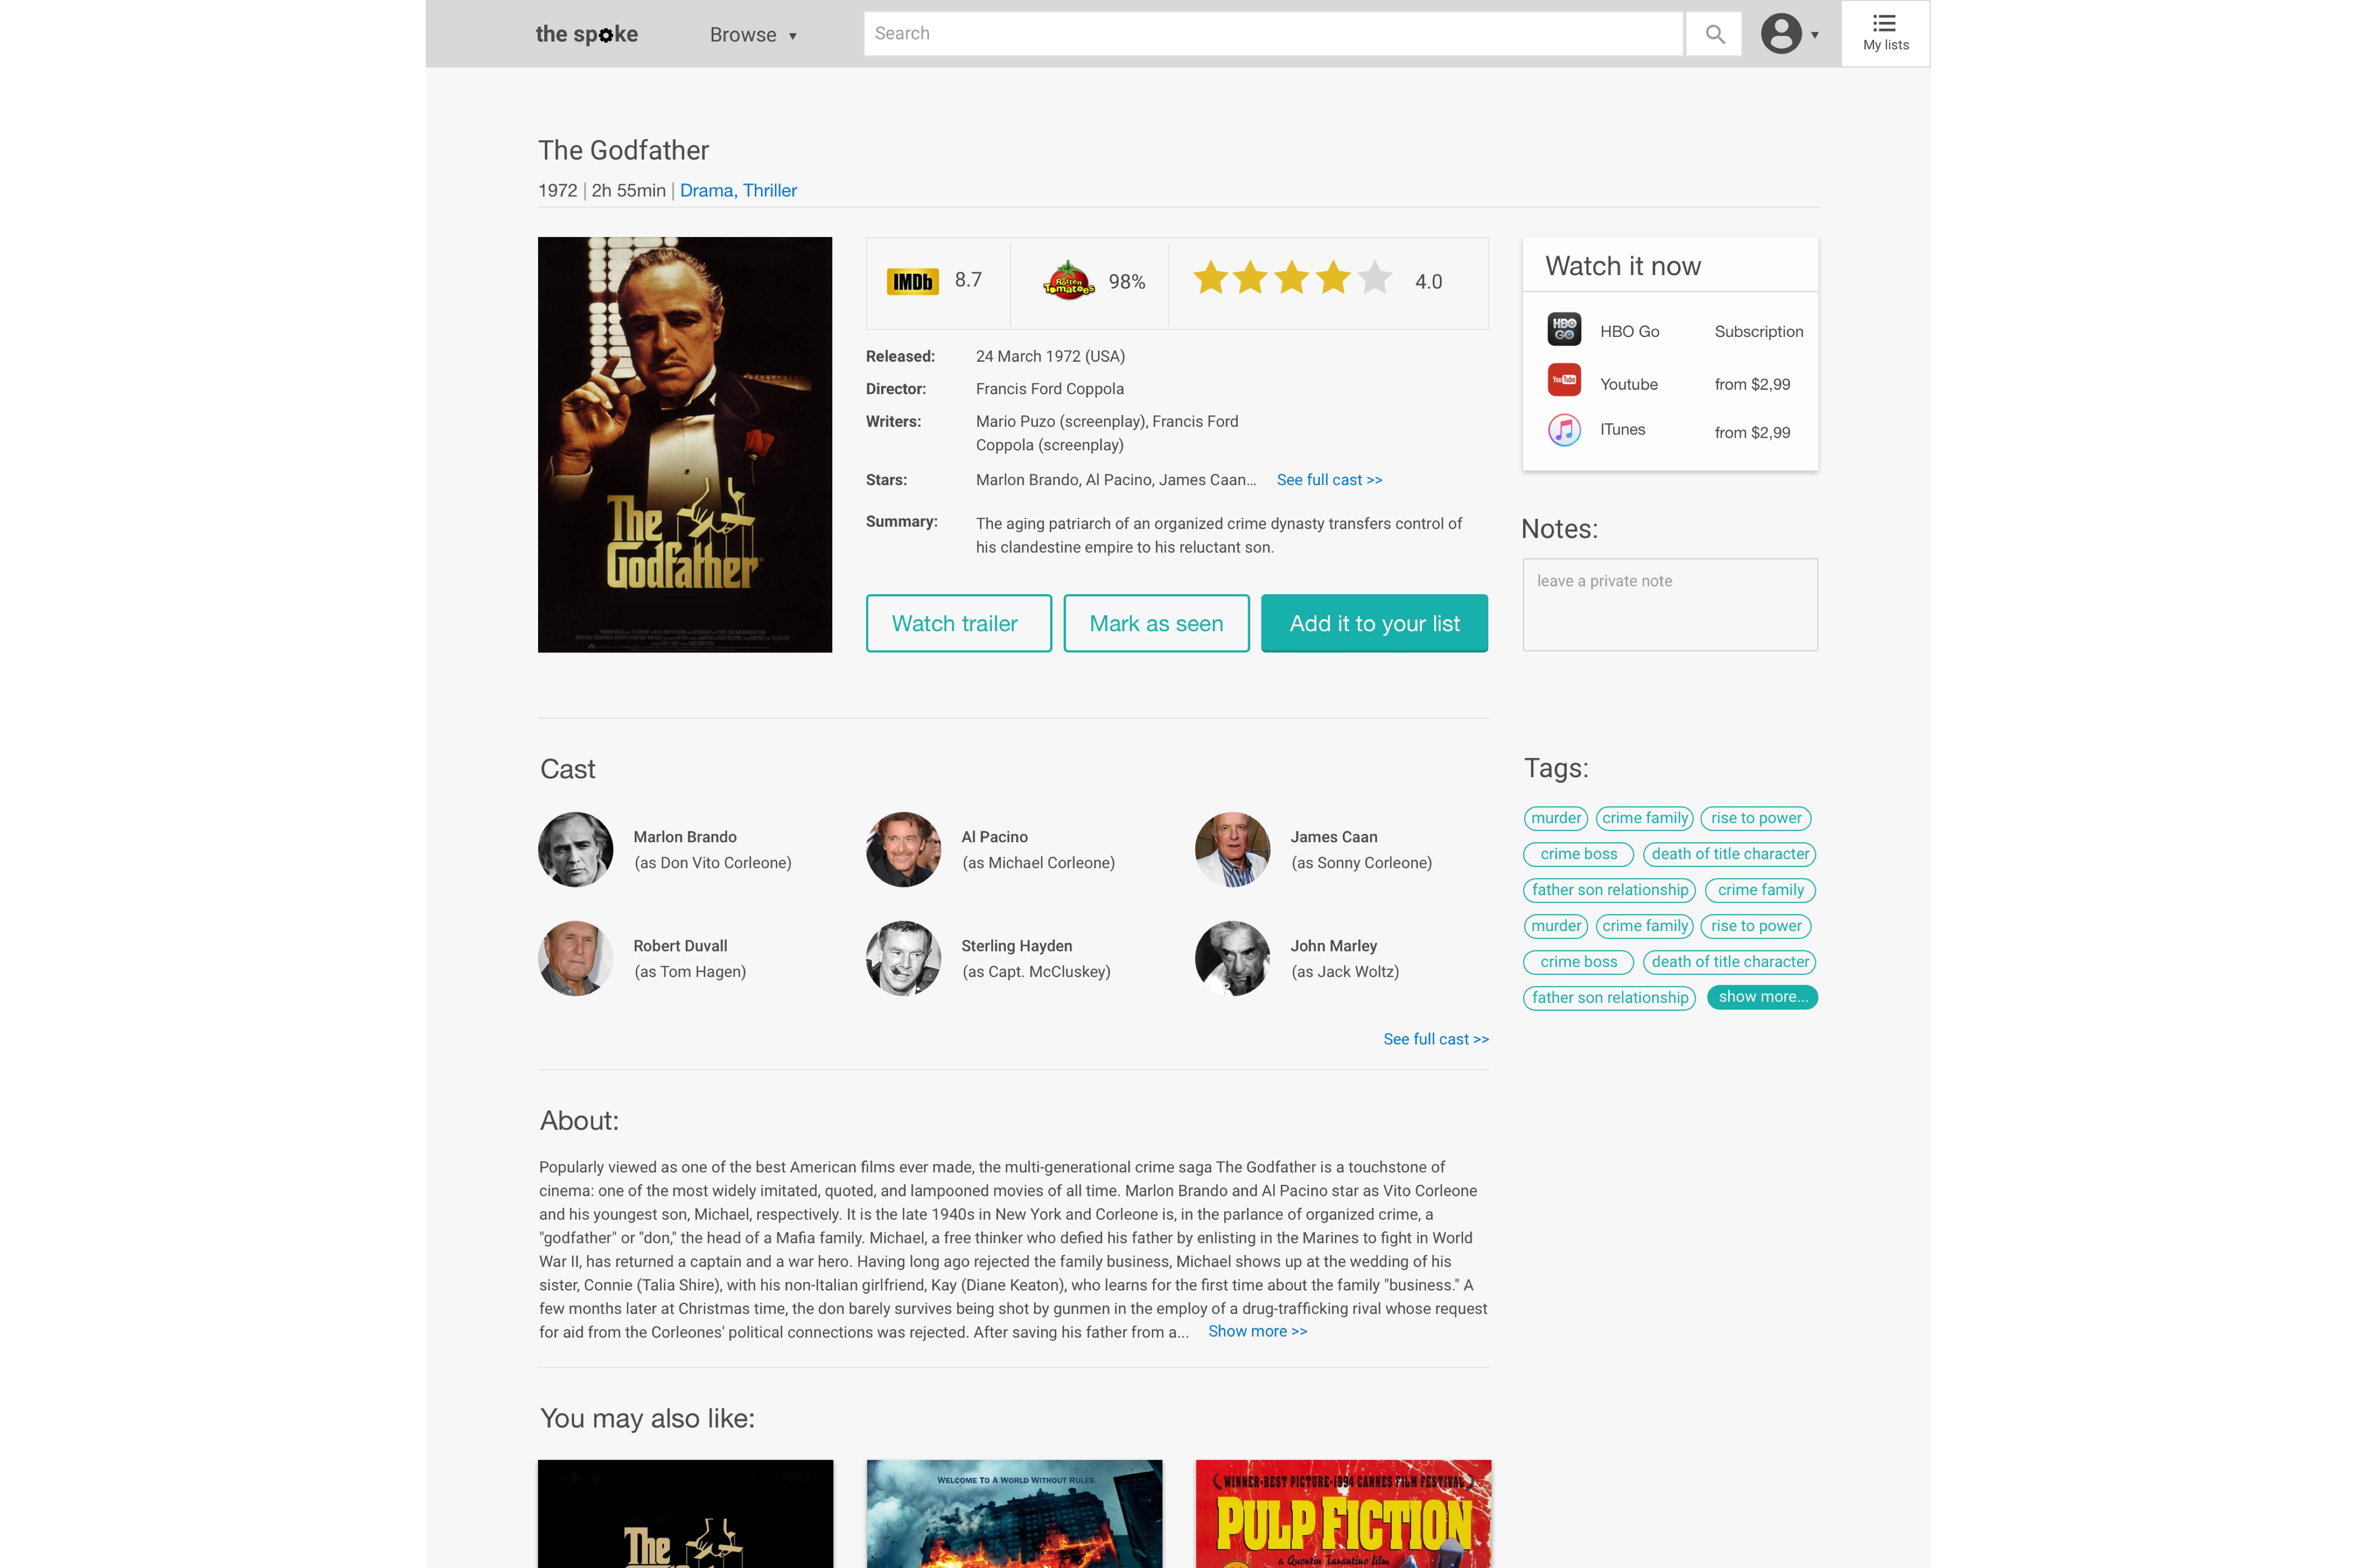 the spoke
Browse ▼
Search
▼
My lists
The Godfather
1972 | 2h 55min | Drama, Thriller
The
Godfather
IMDb 8.7
Rotten
Tomatoes
98%
4.0
Released: 24 March 1972 (USA)
Director: Francis Ford Coppola
Writers: Mario Puzo (screenplay), Francis Ford
Coppola (screenplay)
Stars: Marlon Brando, Al Pacino, James Caan... See full cast >>
Summary: The aging patriarch of an organized crime dynasty transfers control of
his clandestine empire to his reluctant son.
Watch trailer
Mark as seen
Add it to your list
Watch it now
HBO
GO
HBO Go Subscription
YouTube
Youtube from $2,99
ITunes from $2,99
Notes:
leave a private note
Cast
Marlon Brando
(as Don Vito Corleone)
Al Pacino
(as Michael Corleone)
James Caan
(as Sonny Corleone)
Robert Duvall
(as Tom Hagen)
Sterling Hayden
(as Capt. McCluskey)
John Marley
(as Jack Woltz)
See full cast >>
Tags:
murder crime family rise to power
crime boss death of title character
father son relationship crime family
murder crime family rise to power
crime boss death of title character
father son relationship show more...
About:
Popularly viewed as one of the best American films ever made, the multi-generational crime saga The Godfather is a touchstone of
cinema: one of the most widely imitated, quoted, and lampooned movies of all time. Marlon Brando and Al Pacino star as Vito Corleone
and his youngest son, Michael, respectively. It is the late 1940s in New York and Corleone is, in the parlance of organized crime, a
"godfather" or "don," the head of a Mafia family. Michael, a free thinker who defied his father by enlisting in the Marines to fight in World
War II, has returned a captain and a war hero. Having long ago rejected the family business, Michael shows up at the wedding of his
sister, Connie (Talia Shire), with his non-Italian girlfriend, Kay (Diane Keaton), who learns for the first time about the family "business." A
few months later at Christmas time, the don barely survives being shot by gunmen in the employ of a drug-trafficking rival whose request
for aid from the Corleones' political connections was rejected. After saving his father from a... Show more >>
You may also like:
The
WELCOME TO A WORLD WITHOUT RULES.
WINNER·BEST PICTURE·1994 CANNES FILM FESTIVAL
PULP FICTION
a Quentin Tarantino film